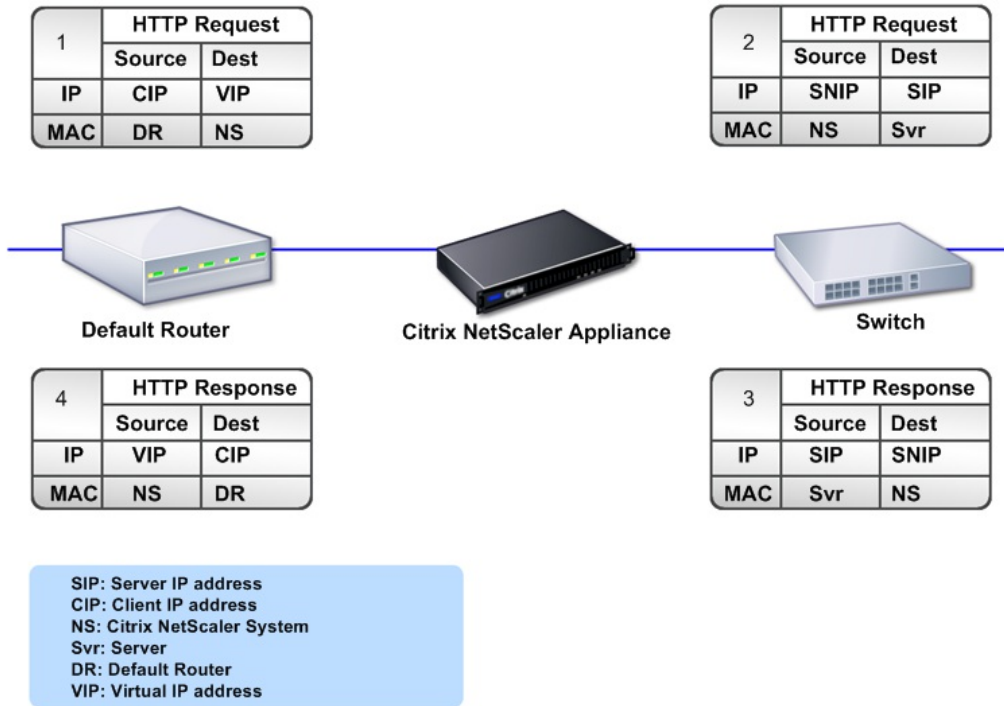 1 HTTP Request
Source Dest
IP CIP VIP
MAC DR NS
2 HTTP Request
Source Dest
IP SNIP SIP
MAC NS Svr
Default Router
Citrix NetScaler Appliance
Switch
4 HTTP Response
Source Dest
IP VIP CIP
MAC NS DR
3 HTTP Response
Source Dest
IP SIP SNIP
MAC Svr NS
SIP: Server IP address
CIP: Client IP address
NS: Citrix NetScaler System
Svr: Server
DR: Default Router
VIP: Virtual IP address